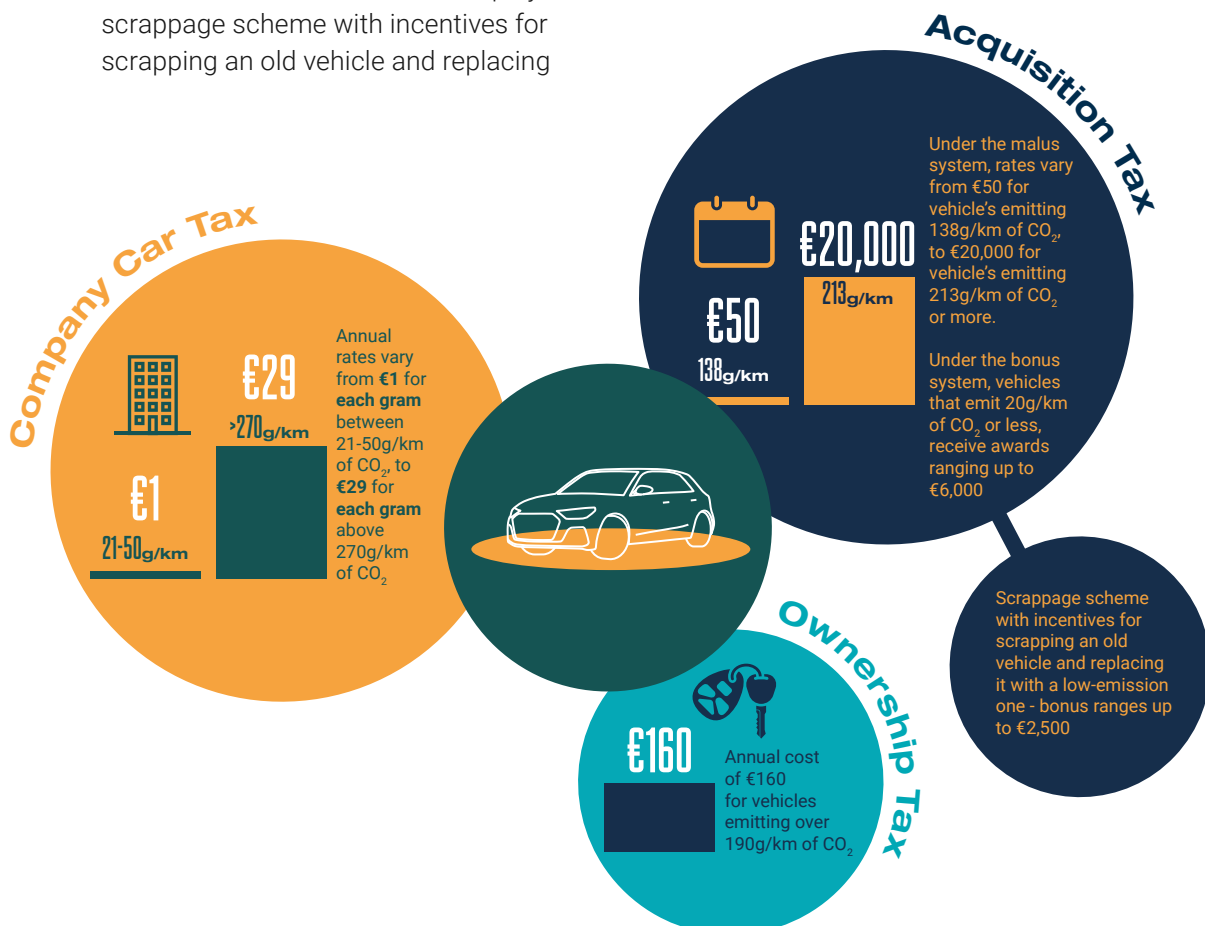 scrappage scheme with incentives for
scrapping an old vehicle and replacing
Acquisition Tax
Under the malus
system, rates vary
from €50 for
vehicle's emitting
138g/km of CO₂,
to €20,000 for
vehicle's emitting
213g/km of CO₂
or more.
Under the bonus
system, vehicles
that emit 20g/km
of CO₂ or less,
receive awards
ranging up to
€6,000
€20,000
213g/km
€50
138g/km
Company Car Tax
€29
>270g/km
€1
21-50g/km
Annual
rates vary
from €1 for
each gram
between
21-50g/km
of CO₂, to
€29 for
each gram
above
270g/km
of CO₂
Scrappage scheme
with incentives for
scrapping an old
vehicle and replacing
it with a low-emission
one - bonus ranges up
to €2,500
Ownership Tax
€160
Annual cost
of €160
for vehicles
emitting over
190g/km of CO₂